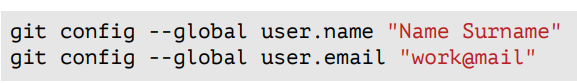 git config --global user.name "Name Surname"
git config --global user.email "work@mail"